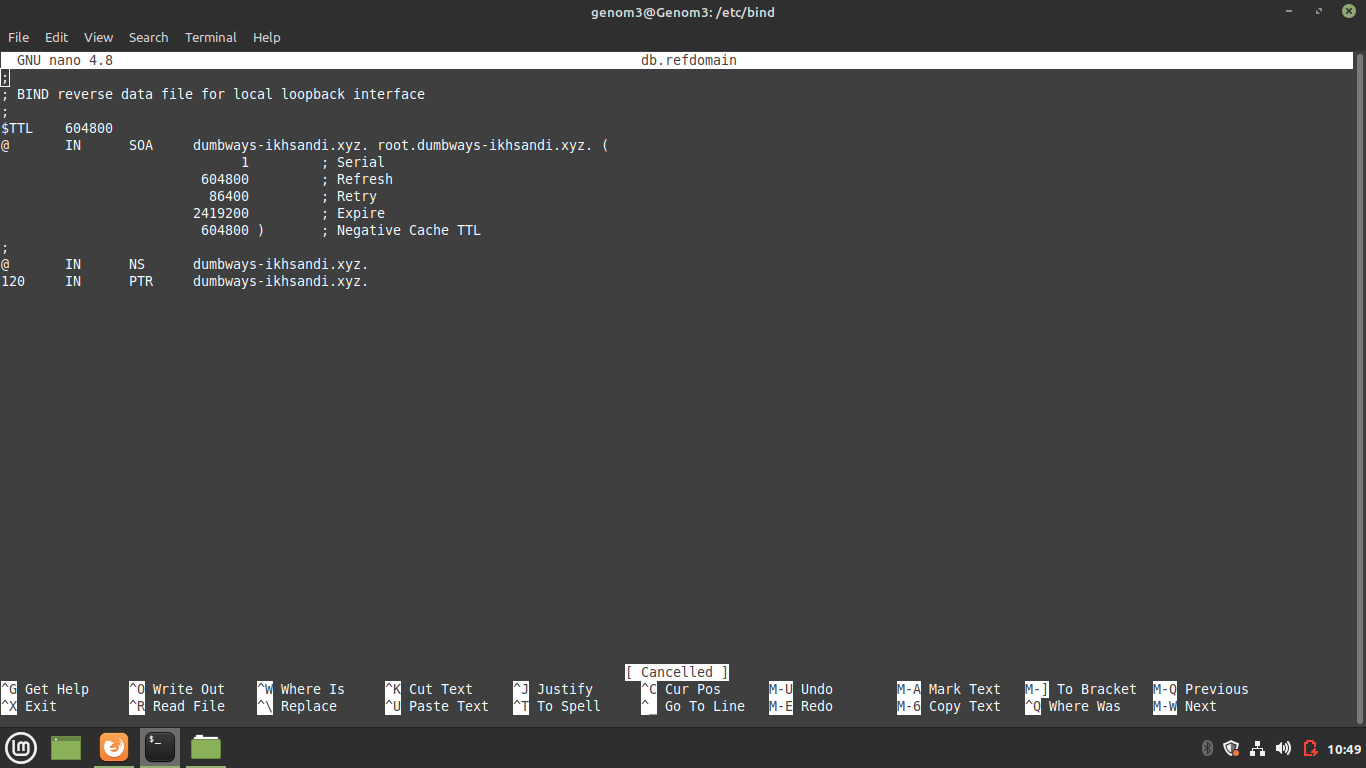 genom3@Genom3: /etc/bind
File Edit View Search Terminal Help
GNU nano 4.8 db.refdomain
;
; BIND reverse data file for local loopback interface
;
$TTL 604800
@ IN SOA dumbways-ikhsandi.xyz. root.dumbways-ikhsandi.xyz. (
1 ; Serial
604800 ; Refresh
86400 ; Retry
2419200 ; Expire
604800 ) ; Negative Cache TTL
;
@ IN NS dumbways-ikhsandi.xyz.
120 IN PTR dumbways-ikhsandi.xyz.
[ Cancelled ]
^G Get Help ^O Write Out ^W Where Is ^K Cut Text ^J Justify ^C Cur Pos M-U Undo M-A Mark Text M-] To Bracket M-Q Previous
^X Exit ^R Read File ^\ Replace ^U Paste Text ^T To Spell ^_ Go To Line M-E Redo M-6 Copy Text ^Q Where Was M-W Next
$_ 10:49